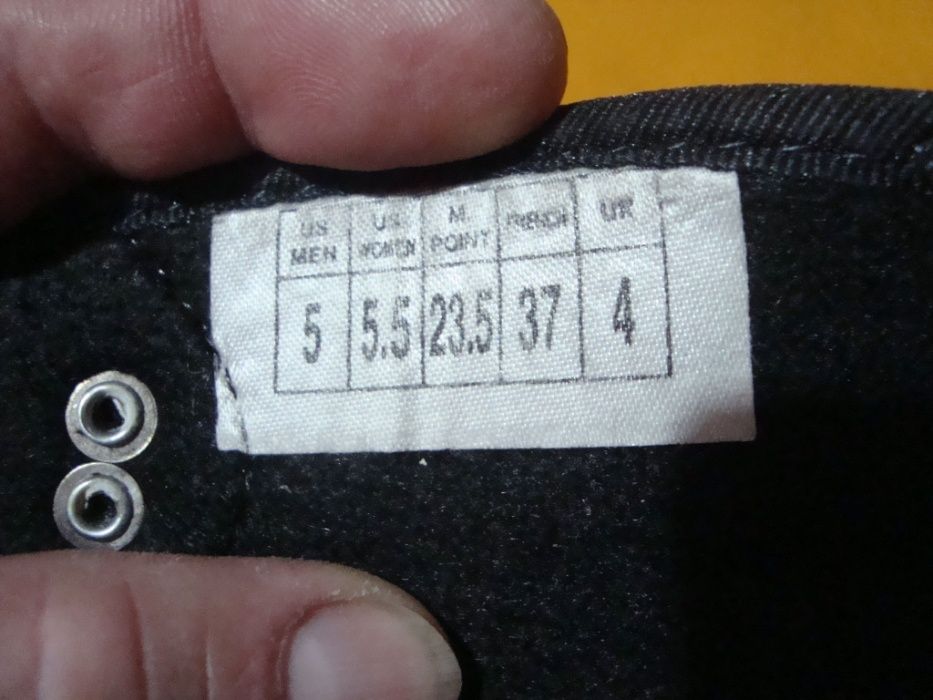 US MEN US WOMEN M. POINT FRENCH UK
5 5.5 23.5 37 4